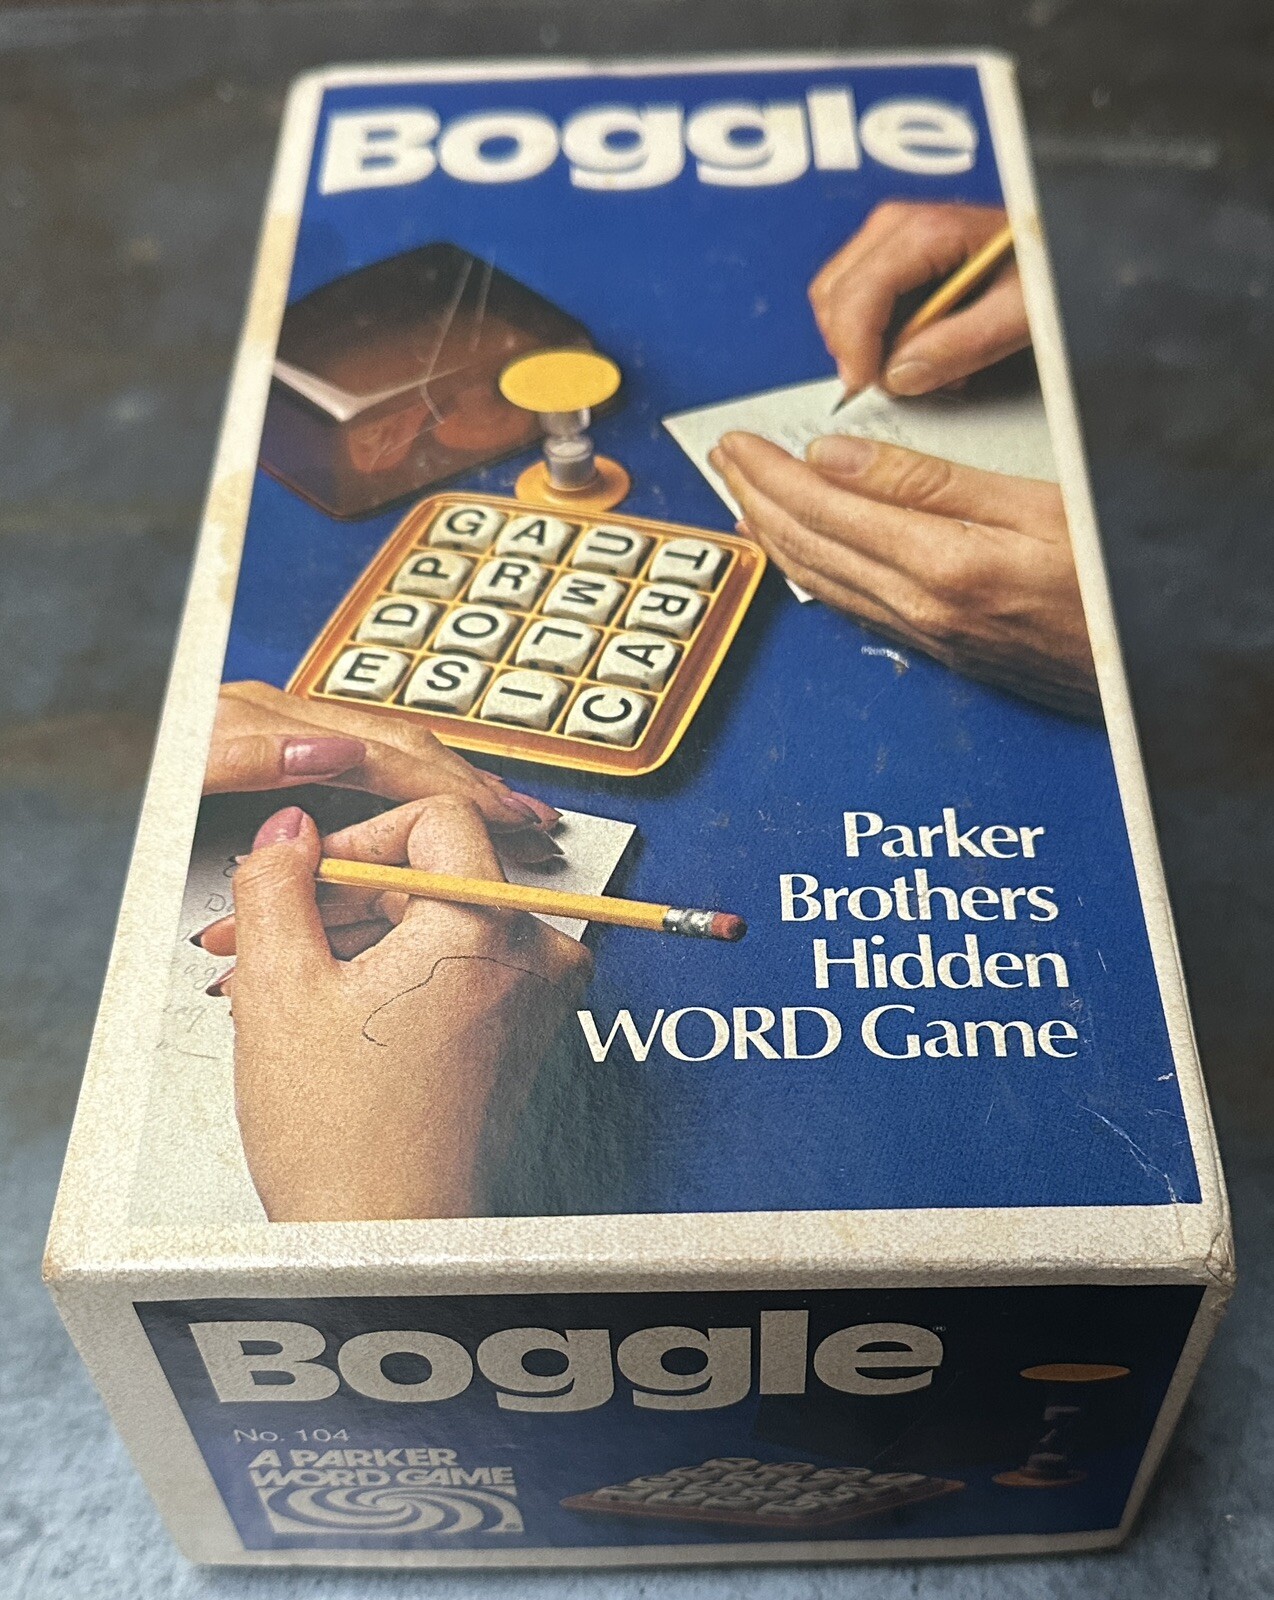 Boggle
G A U T
P R M R
D O L A
E S I C
Parker
Brothers
Hidden
WORD Game
Boggle®
No. 104
A PARKER
WORD GAME